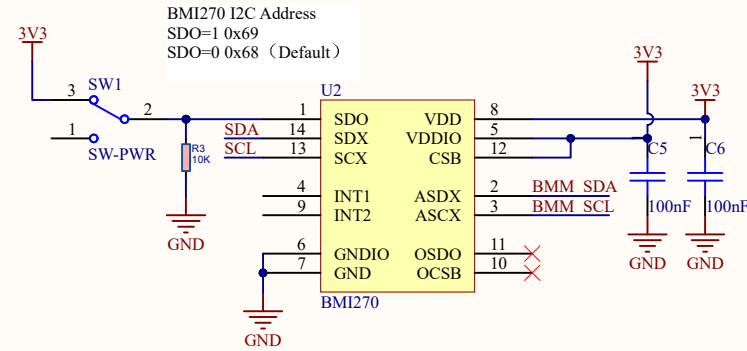 BMI270 I2C Address
SDO=1 0x69
SDO=0 0x68（Default）
3V3
3V3
3V3
SW1
3
2
1
SW-PWR
U2
1 SDO VDD 8
SDA 14 SDX VDDIO 5
SCL 13 SCX CSB 12
4 INT1 ASDX 2 BMM_SDA
9 INT2 ASCX 3 BMM_SCL
6 GNDIO OSDO 11
7 GND OCSB 10
BMI270
R3
10K
GND
GND
C5
100nF
GND
1
C6
100nF
GND